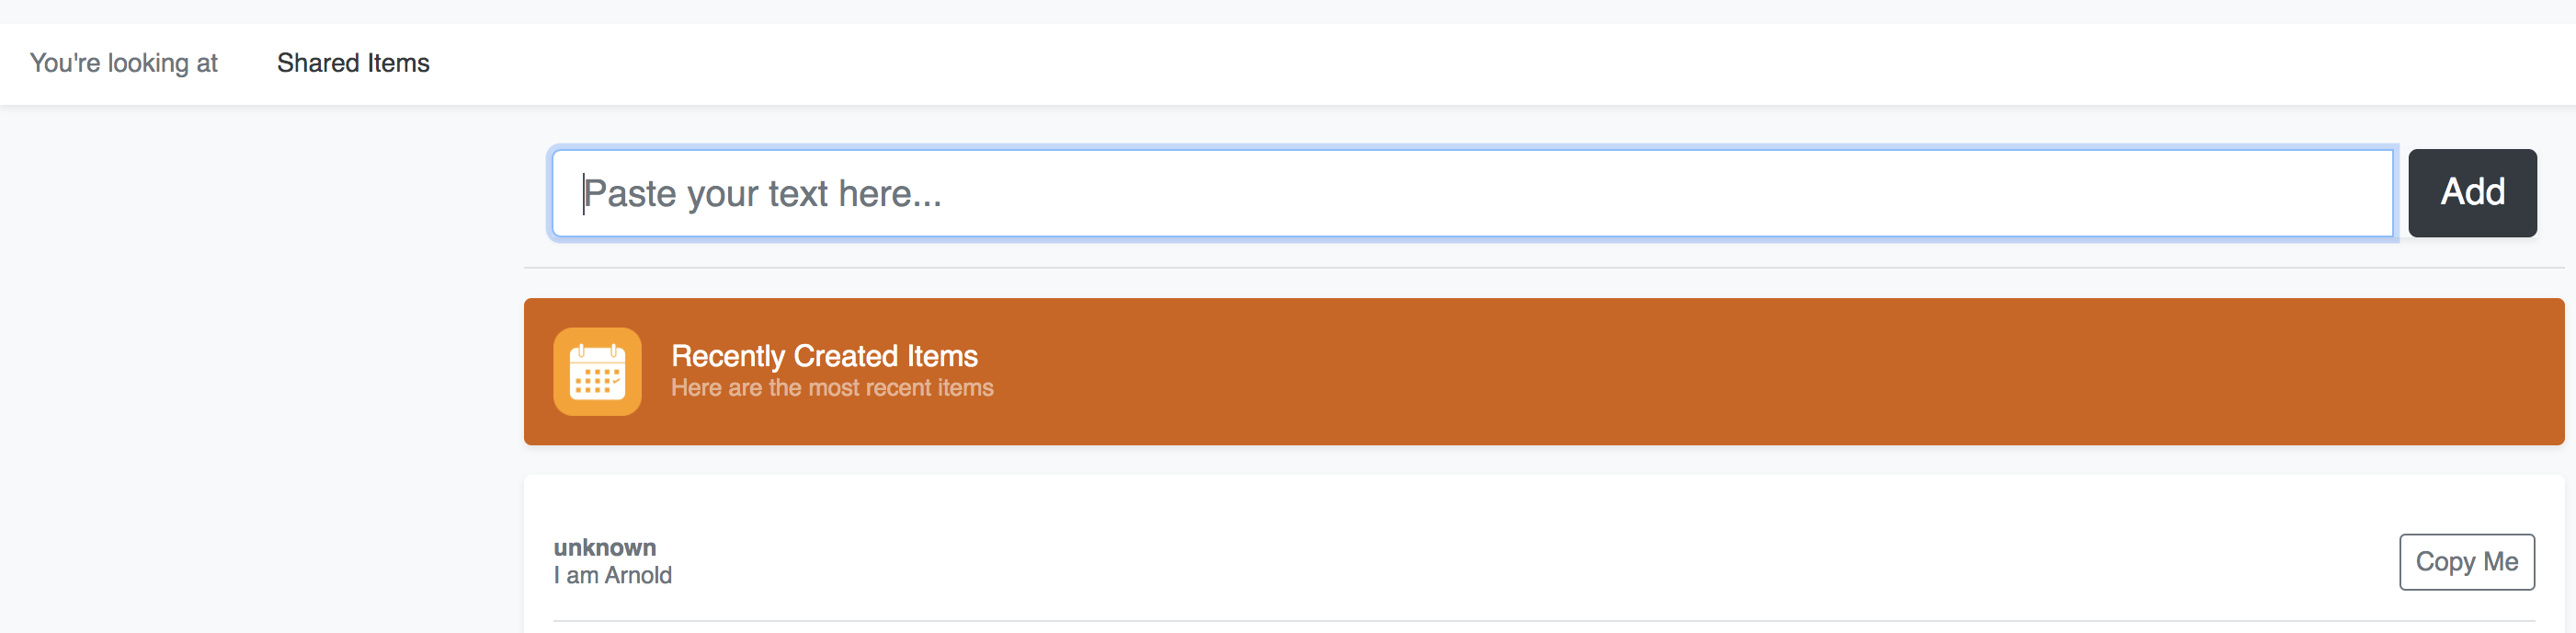 You're looking at Shared Items
Paste your text here...
Add
Recently Created Items
Here are the most recent items
unknown
I am Arnold
Copy Me